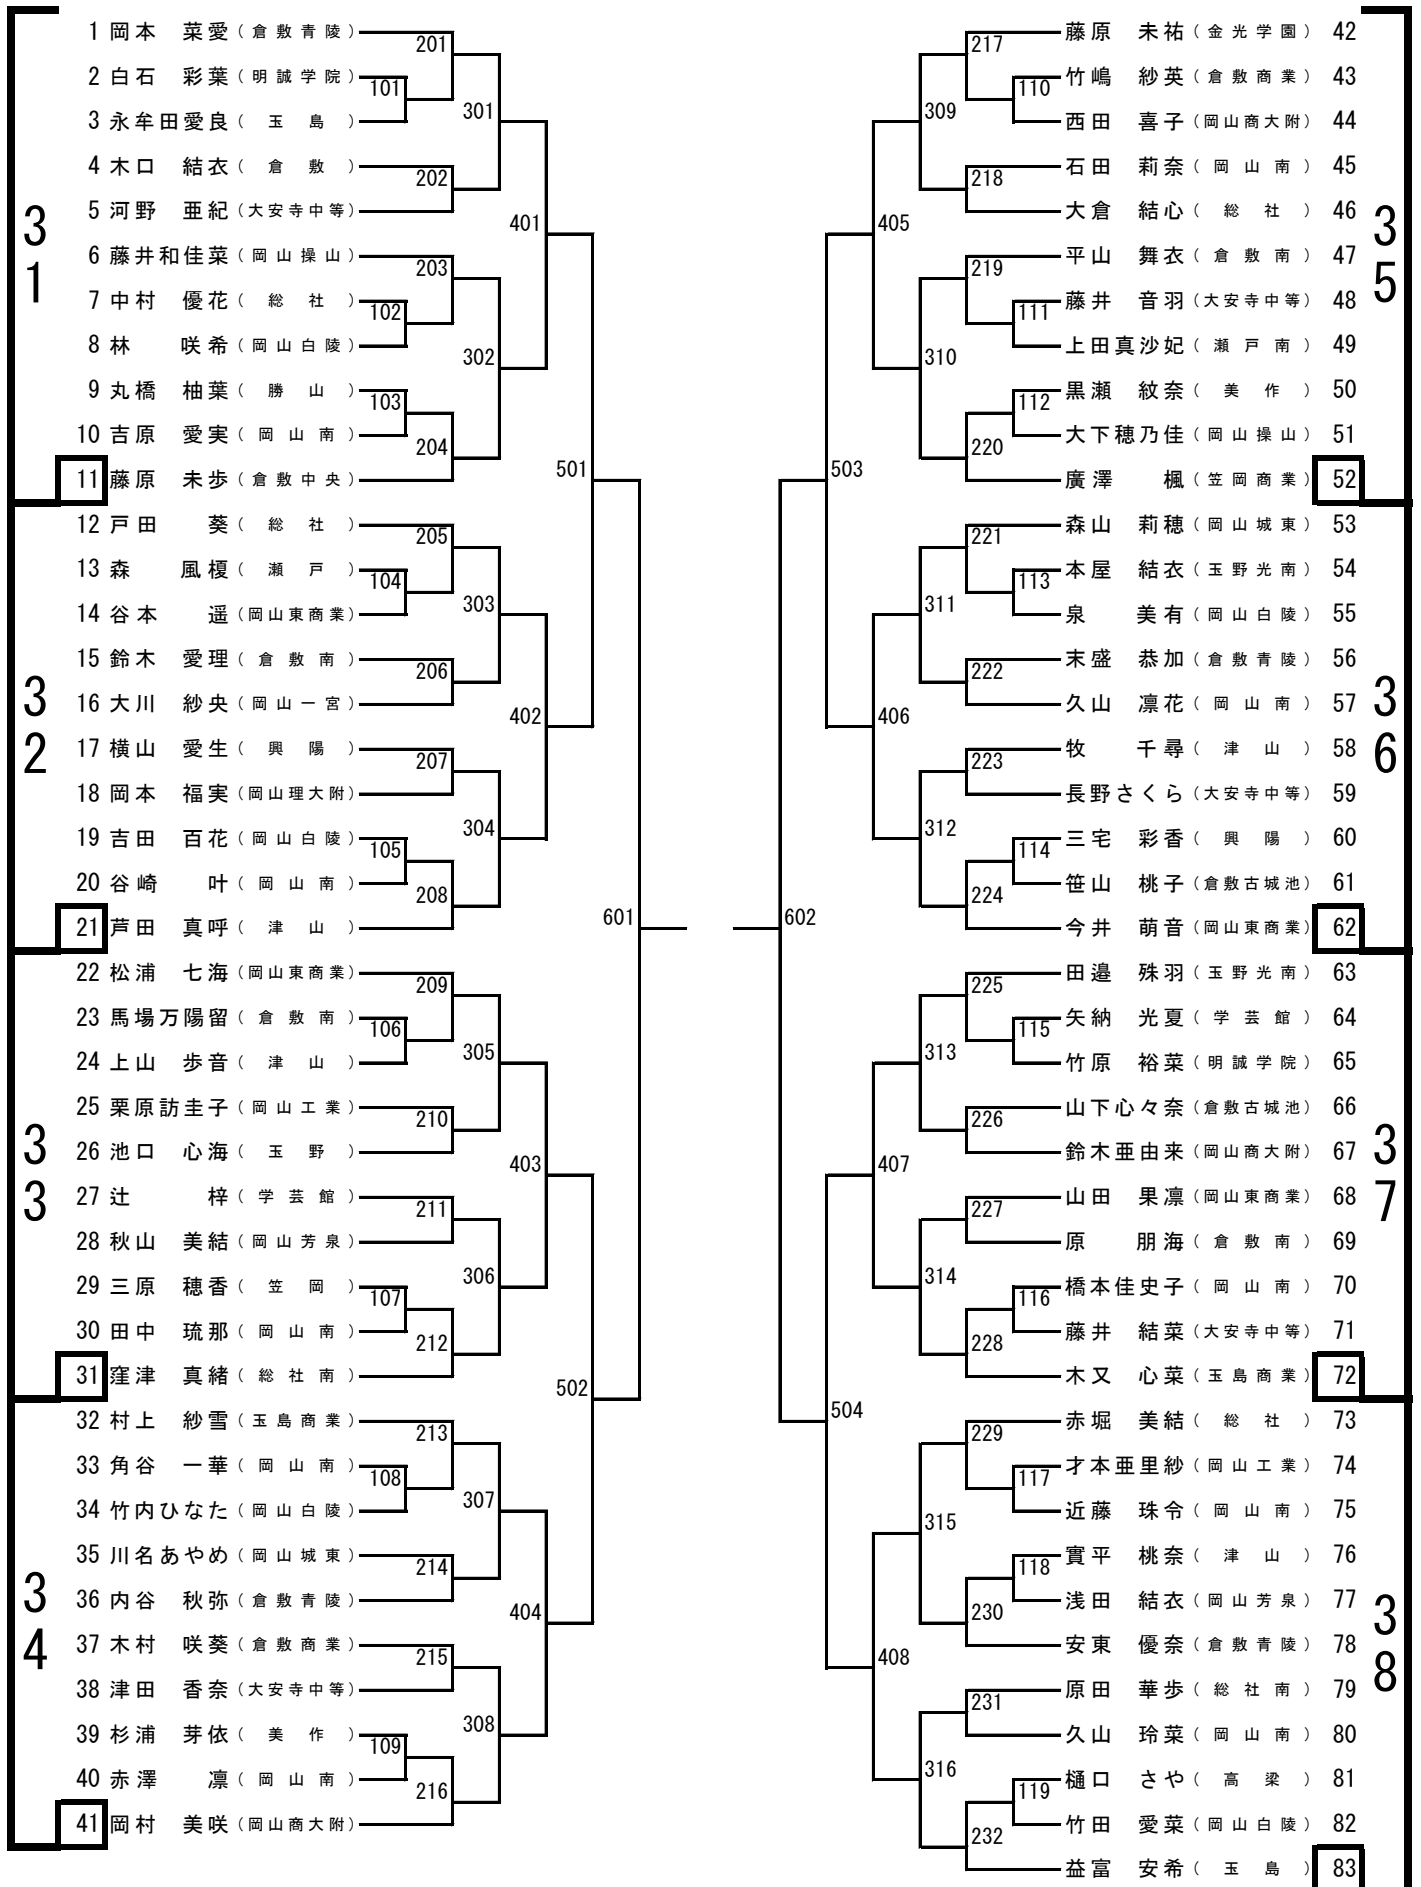 31
1 岡本 菜愛 (倉敷青陵)
2 白石 彩葉 (明誠学院)
3 永牟田愛良 (玉島)
4 木口 結衣 (倉敷)
5 河野 亜紀 (大安寺中等)
6 藤井和佳菜 (岡山操山)
7 中村 優花 (総社)
8 林 咲希 (岡山白陵)
9 丸橋 柚葉 (勝山)
10 吉原 愛実 (岡山南)
11 藤原 未歩 (倉敷中央)
32
12 戸田 葵 (総社)
13 森 風榎 (瀬戸)
14 谷本 遥 (岡山東商業)
15 鈴木 愛理 (倉敷南)
16 大川 紗央 (岡山一宮)
17 横山 愛生 (興陽)
18 岡本 福実 (岡山理大附)
19 吉田 百花 (岡山白陵)
20 谷崎 叶 (岡山南)
21 芦田 真呼 (津山)
33
22 松浦 七海 (岡山東商業)
23 馬場万陽留 (倉敷南)
24 上山 歩音 (津山)
25 栗原訪圭子 (岡山工業)
26 池口 心海 (玉野)
27 辻 梓 (学芸館)
28 秋山 美結 (岡山芳泉)
29 三原 穂香 (笠岡)
30 田中 琉那 (岡山南)
31 窪津 真緒 (総社南)
34
32 村上 紗雪 (玉島商業)
33 角谷 一華 (岡山南)
34 竹内ひなた (岡山白陵)
35 川名あやめ (岡山城東)
36 内谷 秋弥 (倉敷青陵)
37 木村 咲葵 (倉敷商業)
38 津田 香奈 (大安寺中等)
39 杉浦 芽依 (美作)
40 赤澤 凛 (岡山南)
41 岡村 美咲 (岡山商大附)
101
102
103
104
105
106
107
108
109
201
202
203
204
205
206
207
208
209
210
211
212
213
214
215
216
301
302
303
304
305
306
307
308
401
402
403
404
501
502
601
602
503
504
405
406
407
408
309
310
311
312
313
314
315
316
217
218
219
220
221
222
223
224
225
226
227
228
229
230
231
232
110
111
112
113
114
115
116
117
118
119
35
藤原 未祐 (金光学園) 42
竹嶋 紗英 (倉敷商業) 43
西田 喜子 (岡山商大附) 44
石田 莉奈 (岡山南) 45
大倉 結心 (総社) 46
平山 舞衣 (倉敷南) 47
藤井 音羽 (大安寺中等) 48
上田真沙妃 (瀬戸南) 49
黒瀬 紋奈 (美作) 50
大下穂乃佳 (岡山操山) 51
廣澤 楓 (笠岡商業) 52
36
森山 莉穂 (岡山城東) 53
本屋 結衣 (玉野光南) 54
泉 美有 (岡山白陵) 55
末盛 恭加 (倉敷青陵) 56
久山 凛花 (岡山南) 57
牧 千尋 (津山) 58
長野さくら (大安寺中等) 59
三宅 彩香 (興陽) 60
笹山 桃子 (倉敷古城池) 61
今井 萌音 (岡山東商業) 62
37
田邉 殊羽 (玉野光南) 63
矢納 光夏 (学芸館) 64
竹原 裕菜 (明誠学院) 65
山下心々奈 (倉敷古城池) 66
鈴木亜由来 (岡山商大附) 67
山田 果凛 (岡山東商業) 68
原 朋海 (倉敷南) 69
橋本佳史子 (岡山南) 70
藤井 結菜 (大安寺中等) 71
木又 心菜 (玉島商業) 72
38
赤堀 美結 (総社) 73
才本亜里紗 (岡山工業) 74
近藤 珠令 (岡山南) 75
實平 桃奈 (津山) 76
浅田 結衣 (岡山芳泉) 77
安東 優奈 (倉敷青陵) 78
原田 華歩 (総社南) 79
久山 玲菜 (岡山南) 80
樋口 さや (高梁) 81
竹田 愛菜 (岡山白陵) 82
益富 安希 (玉島) 83